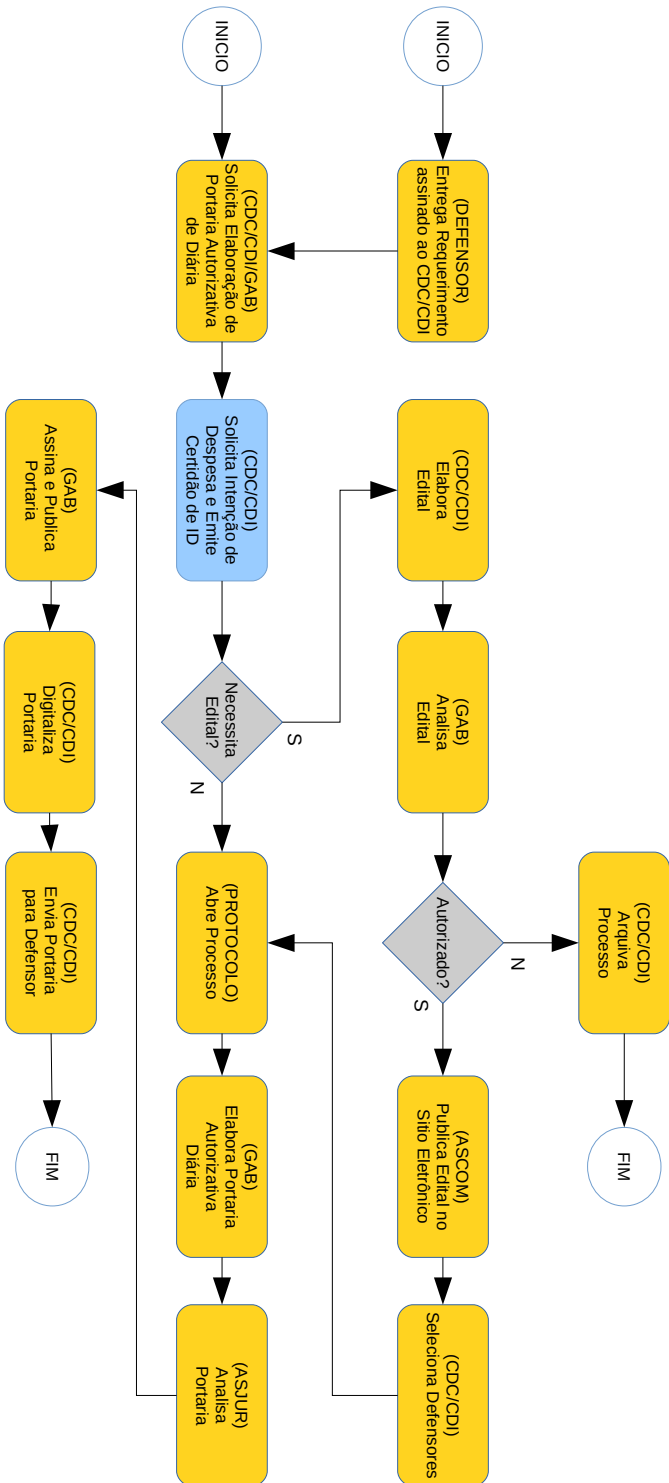 (CDC/CDI)
Arquiva
Processo
FIM
INICIO
(DEFENSOR)
Entrega Requerimento
assinado ao CDC/CDI
(CDC/CDI)
Elabora
Edital
(GAB)
Analisa
Edital
Autorizado?
N
S
(ASCOM)
Publica Edital no
Sitio Eletrônico
(CDC/CDI)
Seleciona Defensores
INICIO
(CDC/CDI/GAB)
Solicita Elaboração de
Portaria Autorizativa
de Diária
(CDC/CDI)
Solicita Intenção de
Despesa e Emite
Certidão de ID
Necessita
Edital?
S
N
(PROTOCOLO)
Abre Processo
(GAB)
Elabora Portaria
Autorizativa
Diária
(ASJUR)
Analisa
Portaria
(GAB)
Assina e Publica
Portaria
(CDC/CDI)
Digitaliza
Portaria
(CDC/CDI)
Envia Portaria
para Defensor
FIM